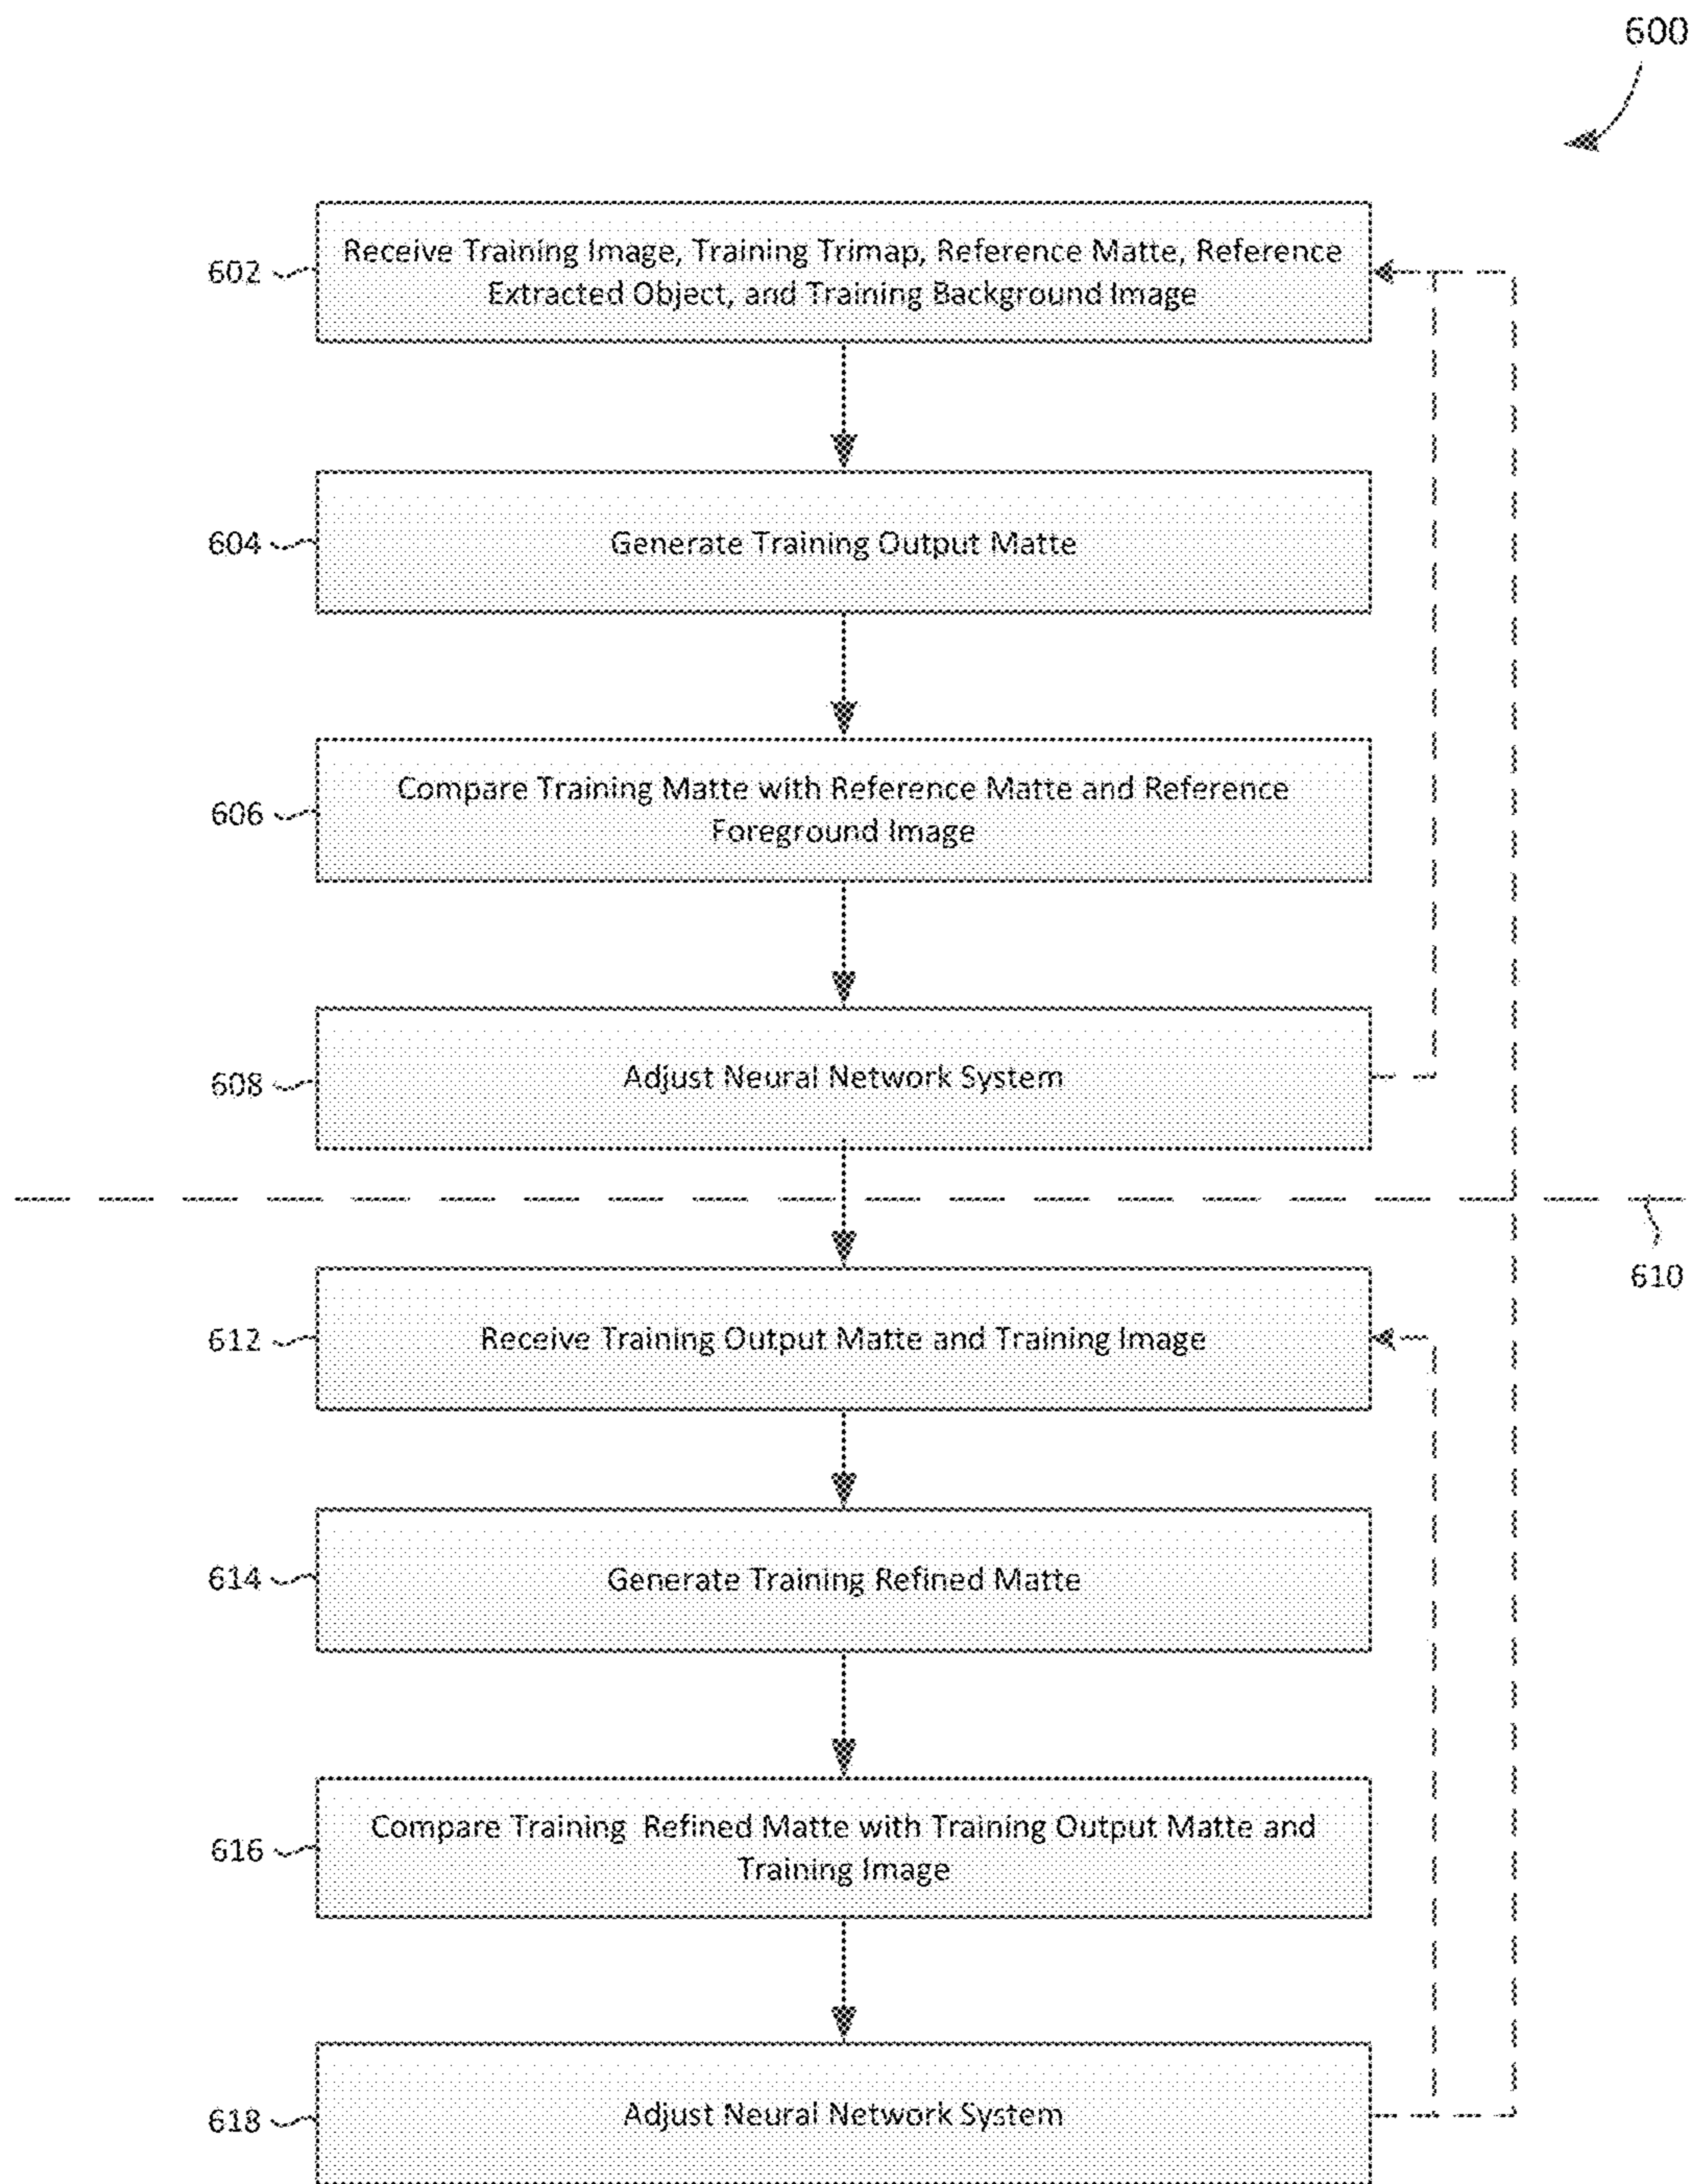 600
602
Receive Training Image, Training Trimap, Reference Matte, Reference
Extracted Object, and Training Background Image
604
Generate Training Output Matte
606
Compare Training Matte with Reference Matte and Reference
Foreground Image
608
Adjust Neural Network System
610
612
Receive Training Output Matte and Training Image
614
Generate Training Refined Matte
616
Compare Training Refined Matte with Training Output Matte and
Training Image
618
Adjust Neural Network System